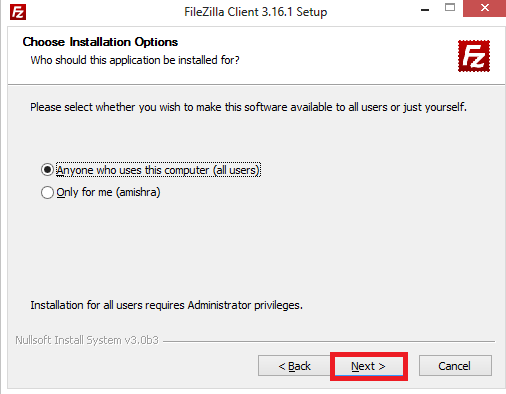 FileZilla Client 3.16.1 Setup
Choose Installation Options
Who should this application be installed for?
Fz
Please select whether you wish to make this software available to all users or just yourself.
Anyone who uses this computer (all users)
Only for me (amishra)
Installation for all users requires Administrator privileges.
Nullsoft Install System v3.0b3
< Back Next > Cancel